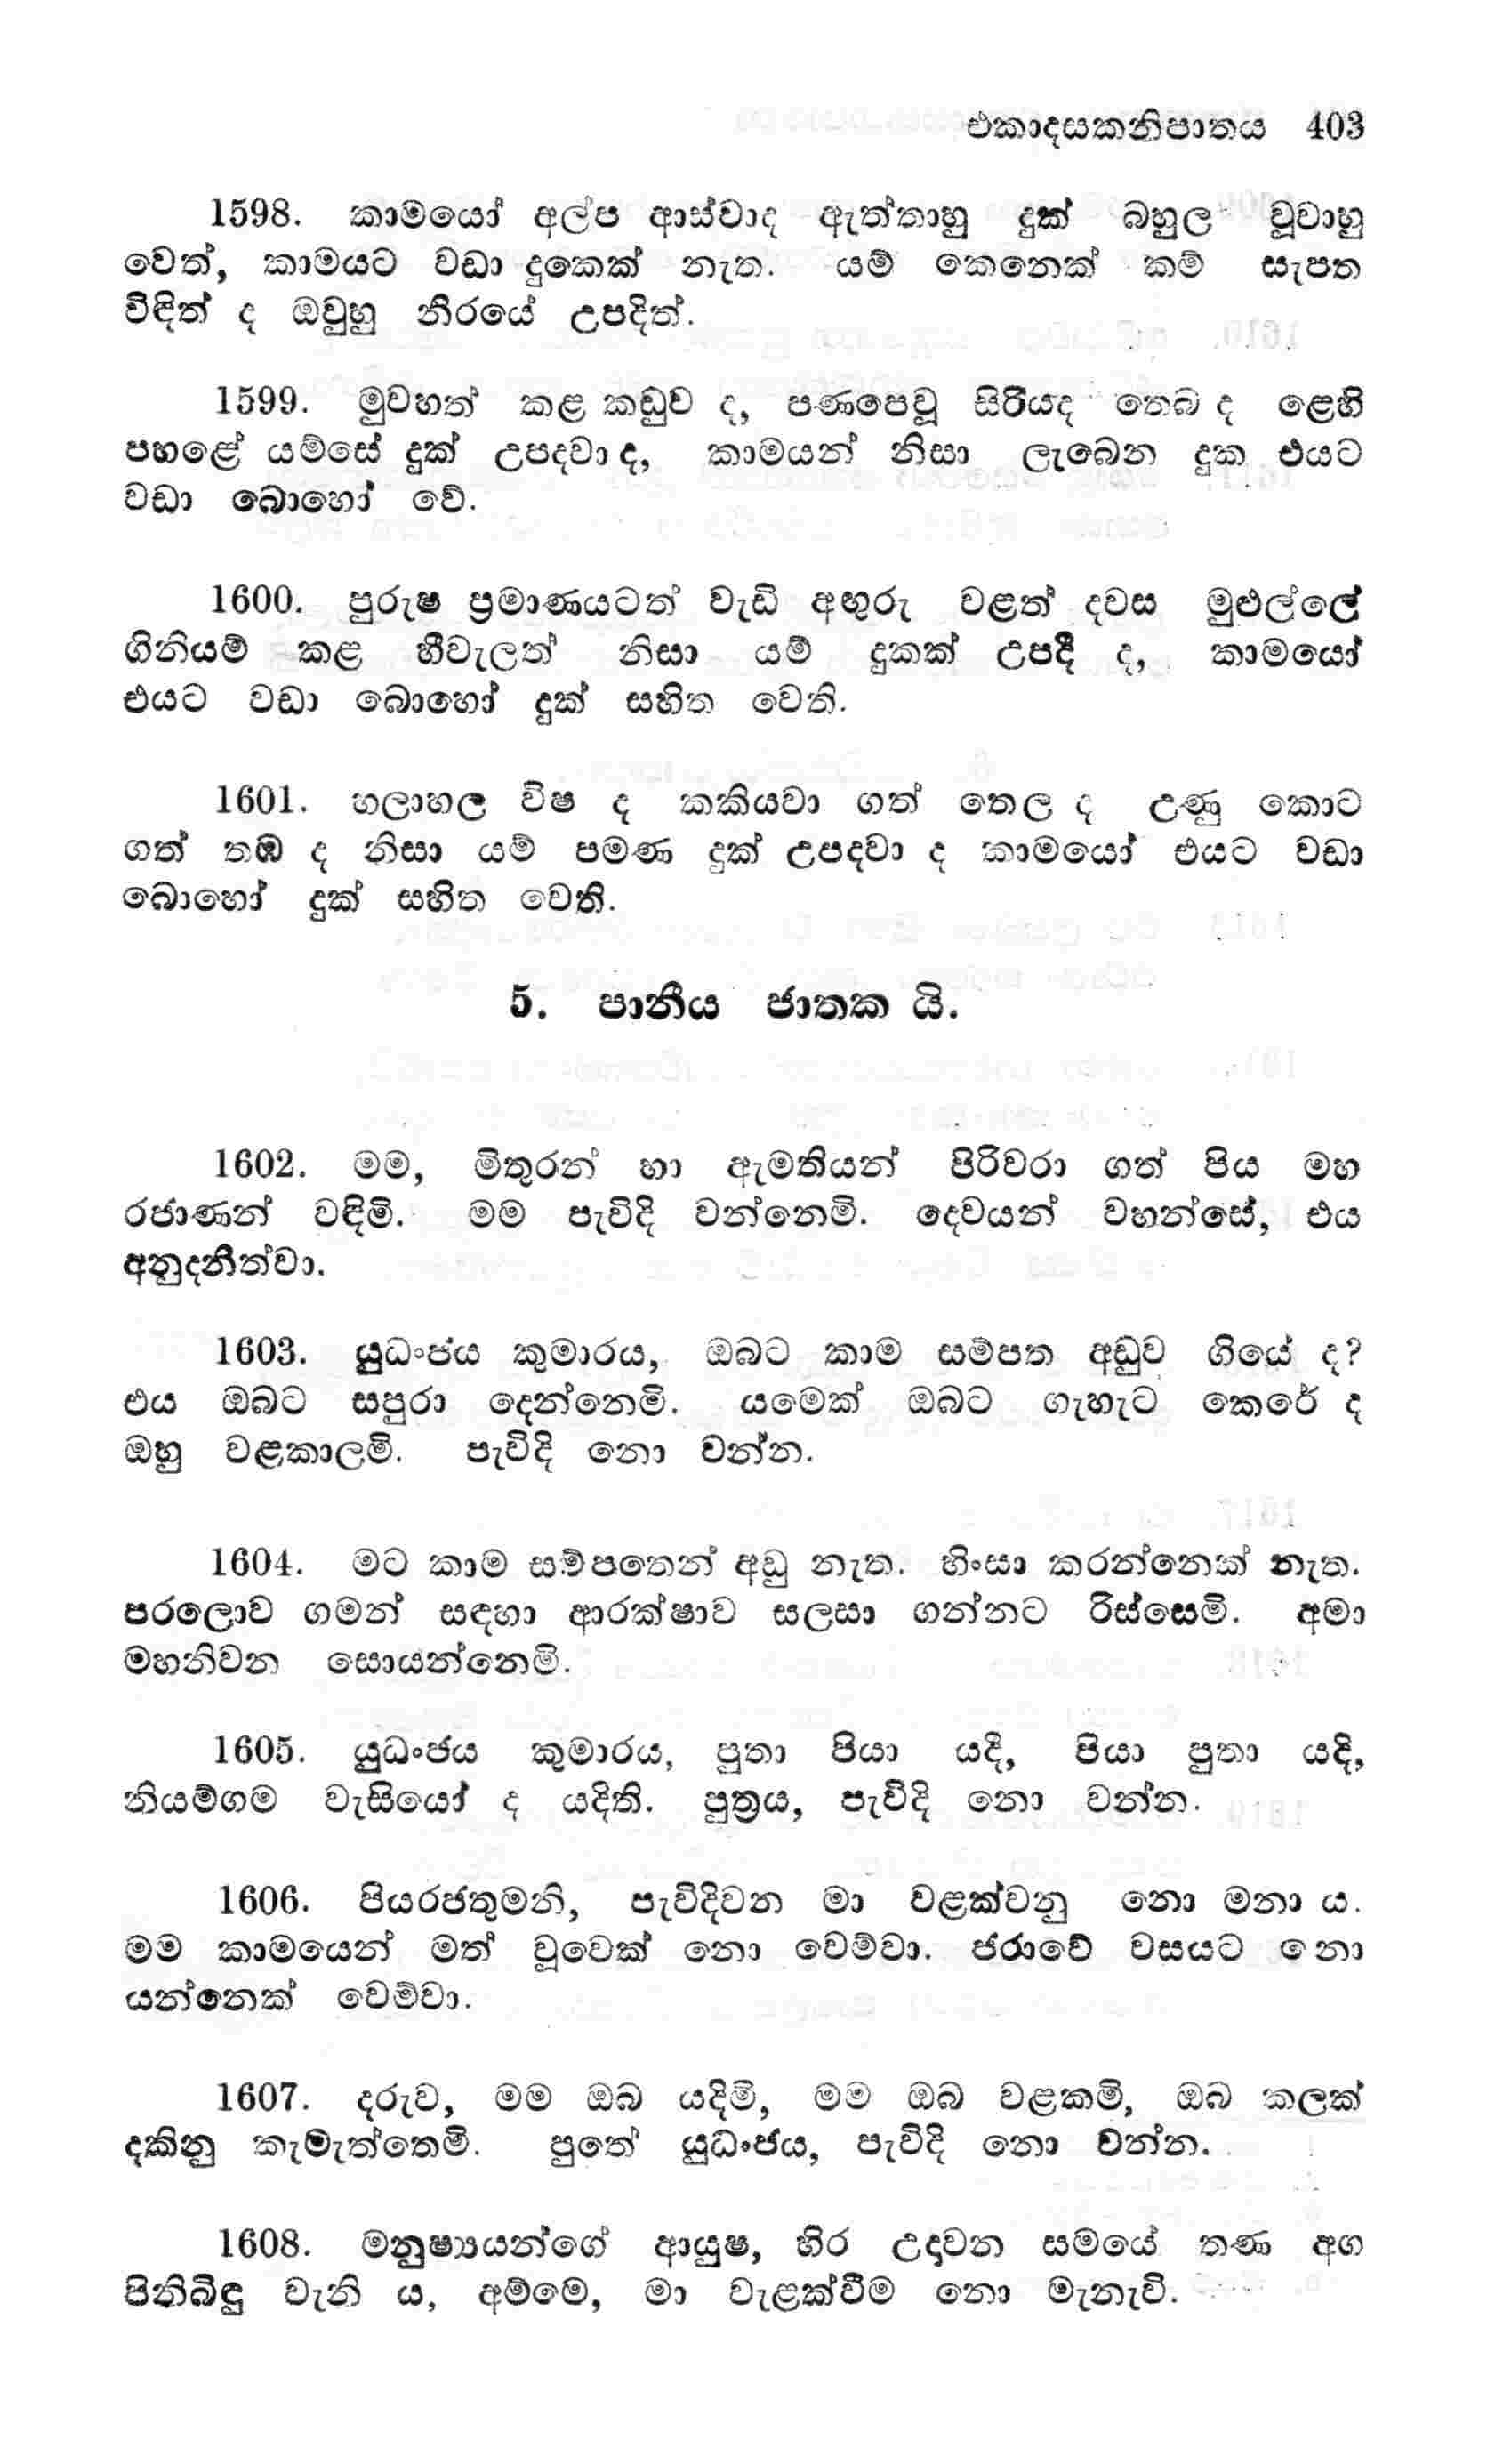 එකාදසකනිපාතය 403
1598. කාමයෝ අල්ප ආස්වාද ඇත්තාහු දුක් බහුල වූවාහු
වෙත්, කාමයට වඩා දුකෙක් නැත. යම් කෙනෙක් කම් සැපත
විඳිත් ද ඔවුහු නිරයේ උපදිත්.
1599. මුවහත් කළ කඩුව ද, පණපෙවූ සිරියද තෙබ ද ළෙහි
පහළේ යම්සේ දුක් උපදවා ද, කාමයන් නිසා ලැබෙන දුක එයට
වඩා බොහෝ වේ.
1600. පුරුෂ ප්‍රමාණයටත් වැඩි අඟුරු වළත් දවස මුළුල්ලේ
ගිනියම් කළ හීවැලත් නිසා යම් දුකක් උපදී ද, කාමයෝ
එයට වඩා බොහෝ දුක් සහිත වෙති.
1601. හලාහල විෂ ද කකියවා ගත් තෙල ද උණු කොට
ගත් තඹ ද නිසා යම් පමණ දුක් උපදවා ද කාමයෝ එයට වඩා
බොහෝ දුක් සහිත වෙති.
5. පානීය ජාතක යි.
1602. මම, මිතුරන් හා ඇමතියන් පිරිවරා ගත් පිය මහ
රජාණන් වඳිමි. මම පැවිදි වන්නෙමි. දෙවයන් වහන්සේ, එය
අනුදනීත්වා.
1603. යුධංජය කුමාරය, ඔබට කාම සම්පත අඩුව ගියේ ද?
එය ඔබට සපුරා දෙන්නෙමි. යමෙක් ඔබට ගැහැට කෙරේ ද
ඔහු වළකාලමි. පැවිදි නො වන්න.
1604. මට කාම සම්පතෙන් අඩු නැත. හිංසා කරන්නෙක් නැත.
පරලොව ගමන් සඳහා ආරක්ෂාව සලසා ගන්නට රිස්සෙමි. අමා
මහනිවන සොයන්නෙමි.
1605. යුධංජය කුමාරය, පුතා පියා යදි, පියා පුතා යදි,
නියම්ගම වැසියෝ ද යදිති. පුත්‍රය, පැවිදි නො වන්න.
1606. පියරජතුමනි, පැවිදිවන මා වළක්වනු නො මනා ය.
මම කාමයෙන් මත් වූවෙක් නො වෙම්වා. ජරාවේ වසයට නො
යන්නෙක් වෙම්වා.
1607. දරුව, මම ඔබ යදිමි, මම ඔබ වළකමි, ඔබ කලක්
දකිනු කැමැත්තෙමි. පුතේ යුධංජය, පැවිදි නො වන්න.
1608. මනුෂ්‍යයන්ගේ ආයුෂ, හිර උදාවන සමයේ තණ අග
පිනිබිඳු වැනි ය, අම්මෙ, මා වැළක්වීම නො මැනැවි.